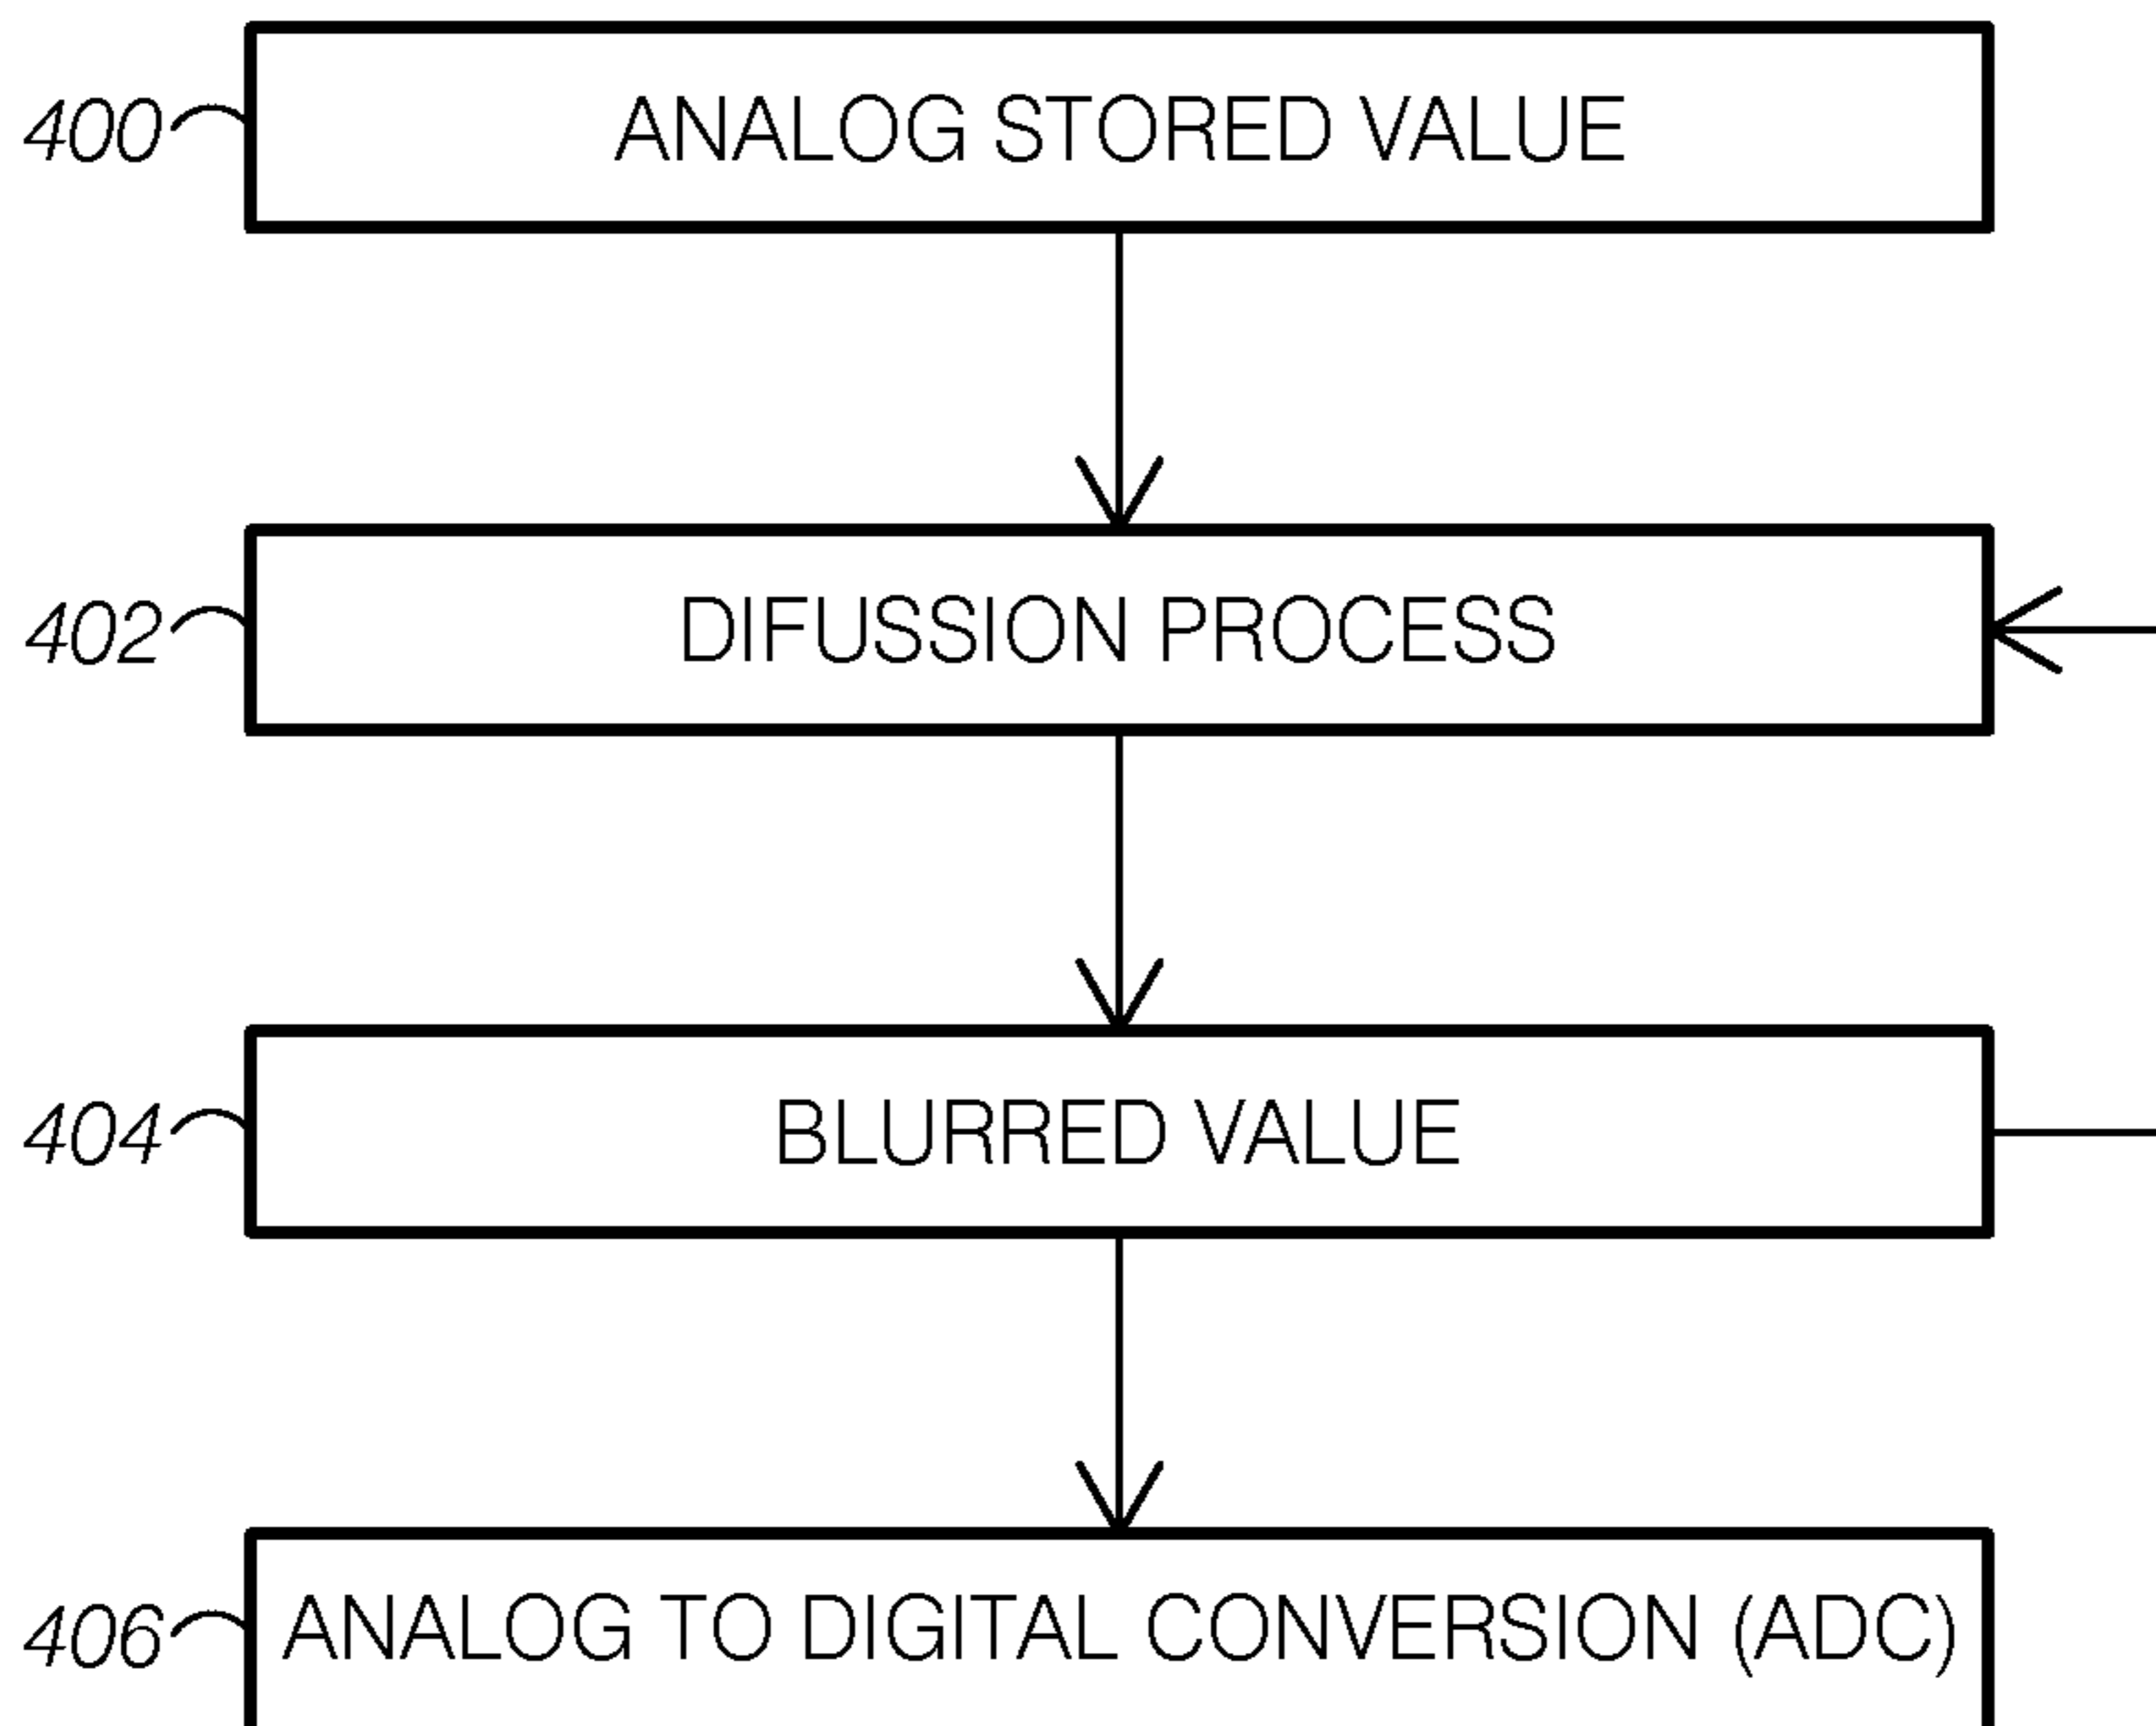 400 ANALOG STORED VALUE
402 DIFUSSION PROCESS
404 BLURRED VALUE
406 ANALOG TO DIGITAL CONVERSION (ADC)